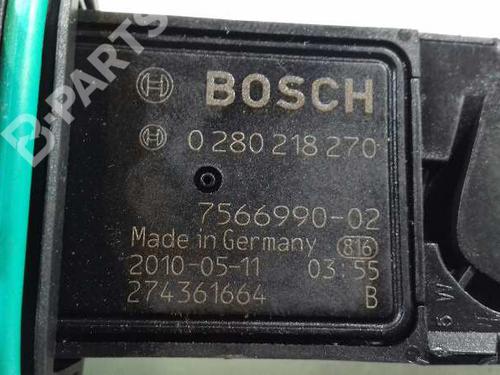 B-PARTS
BOSCH
0 280 218 270
7566990-02
Made in Germany 816
2010-05-11 03:55
274361664 B